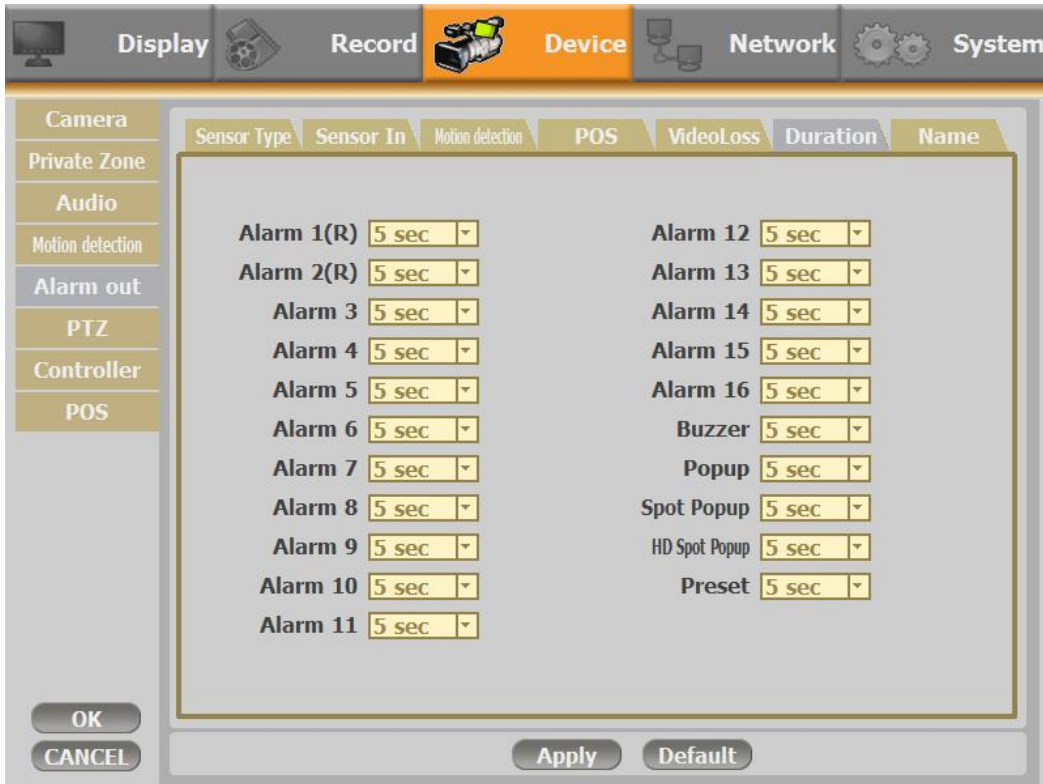 Display Record Device Network System
Camera
Private Zone
Audio
Motion detection
Alarm out
PTZ
Controller
POS
OK
CANCEL
Sensor Type Sensor In Motion detection POS VideoLoss Duration Name
Alarm 1(R) 5 sec
Alarm 2(R) 5 sec
Alarm 3 5 sec
Alarm 4 5 sec
Alarm 5 5 sec
Alarm 6 5 sec
Alarm 7 5 sec
Alarm 8 5 sec
Alarm 9 5 sec
Alarm 10 5 sec
Alarm 11 5 sec
Alarm 12 5 sec
Alarm 13 5 sec
Alarm 14 5 sec
Alarm 15 5 sec
Alarm 16 5 sec
Buzzer 5 sec
Popup 5 sec
Spot Popup 5 sec
HD Spot Popup 5 sec
Preset 5 sec
Apply Default